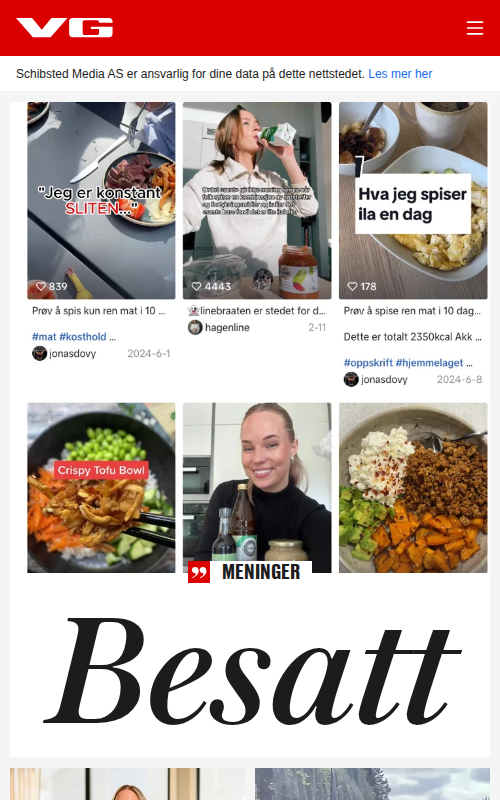 VG
Schibsted Media AS er ansvarlig for dine data på dette nettstedet. Les mer her
"Jeg er konstant
SLITEN..."
Hva jeg spiser
ila en dag
839
4443
178
Prøv å spis kun ren mat i 10 ...
#mat #kosthold ...
jonasdovy 2024-6-1
linebraaten er stedet for d...
hagenline 2-11
Prøv å spise ren mat i 10 dag...
Dette er totalt 2350kcal Akk ...
#oppskrift #hjemmelaget ...
jonasdovy 2024-6-8
Crispy Tofu Bowl
MENINGER
Besatt